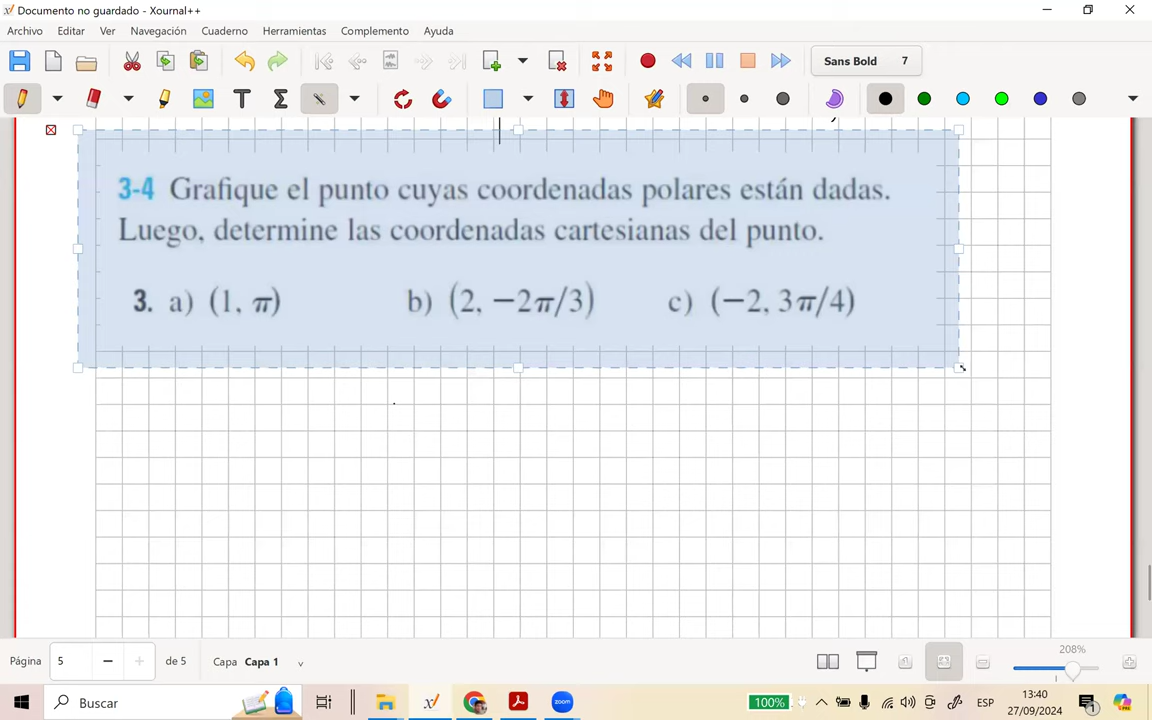 Documento no guardado - Xournal++
Archivo Editar Ver Navegación Cuaderno Herramientas Complemento Ayuda
Sans Bold 7
3-4 Grafique el punto cuyas coordenadas polares están dadas.
Luego, determine las coordenadas cartesianas del punto.
3. a) (1, π) b) (2, −2π/3) c) (−2, 3π/4)
Página 5 de 5 Capa Capa 1 208%
Buscar zoom 100% ESP 13:40
27/09/2024 1